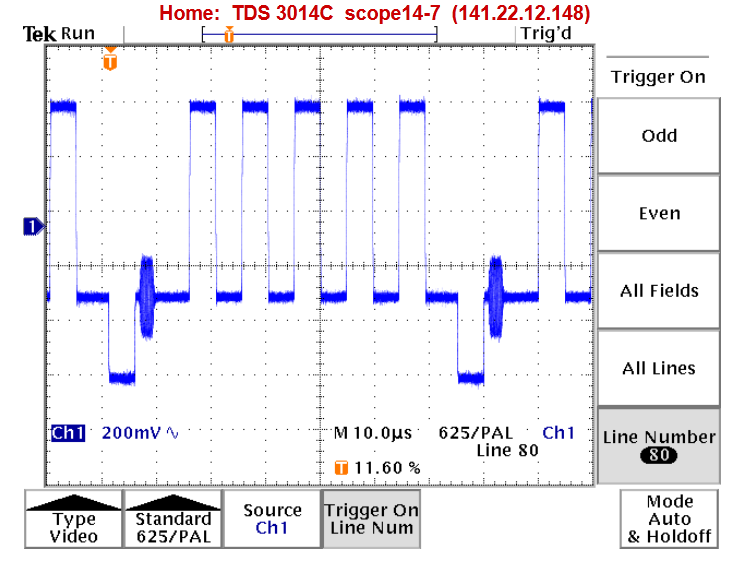 Home: TDS 3014C scope14-7 (141.22.12.148)
Tek Run
Trig'd
T
T
Trigger On
Odd
Even
All Fields
All Lines
Line Number
80
1
Ch1 200mV∿ M 10.0µs 625/PAL Ch1
Line 80
T 11.60 %
Type
Video
Standard
625/PAL
Source
Ch1
Trigger On
Line Num
Mode
Auto
& Holdoff